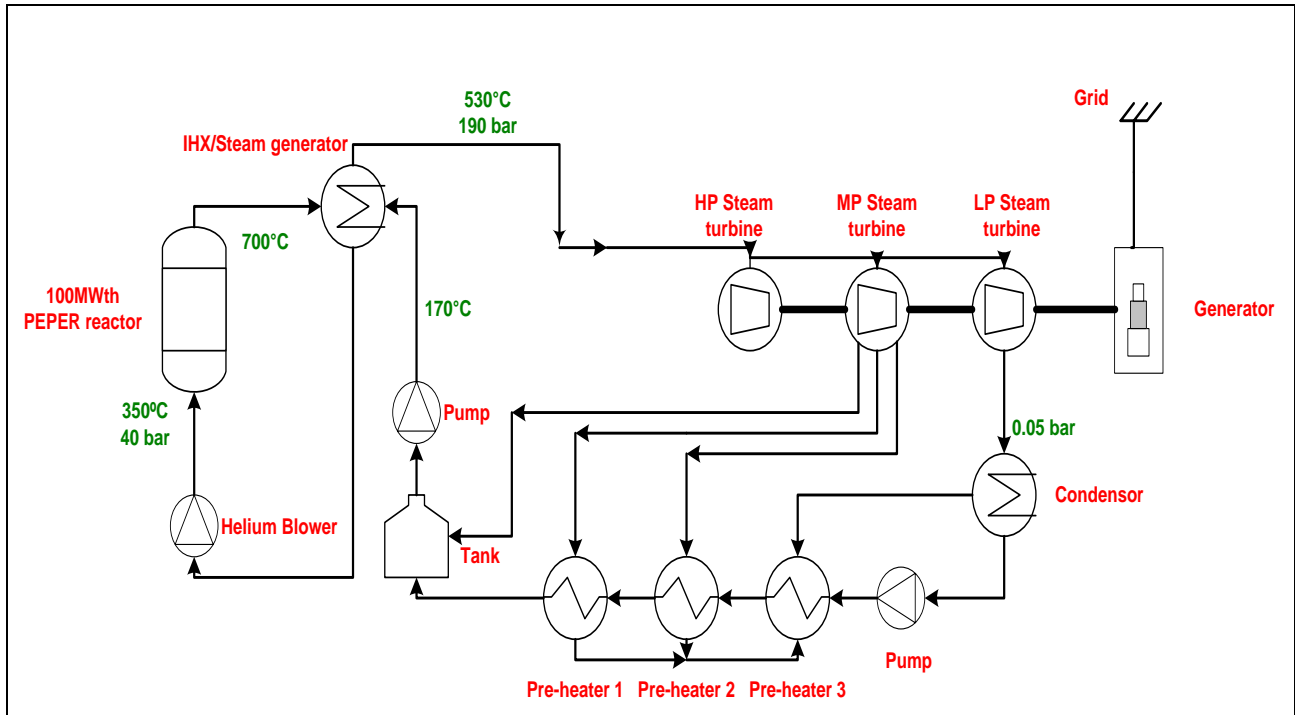 530°C
190 bar
Grid
IHX/Steam generator
HP Steam
turbine
MP Steam
turbine
LP Steam
turbine
700°C
100MWth
PEPER reactor
170°C
Generator
350ºC
40 bar
Pump
0.05 bar
Condensor
Helium Blower
Tank
Pump
Pre-heater 1
Pre-heater 2
Pre-heater 3